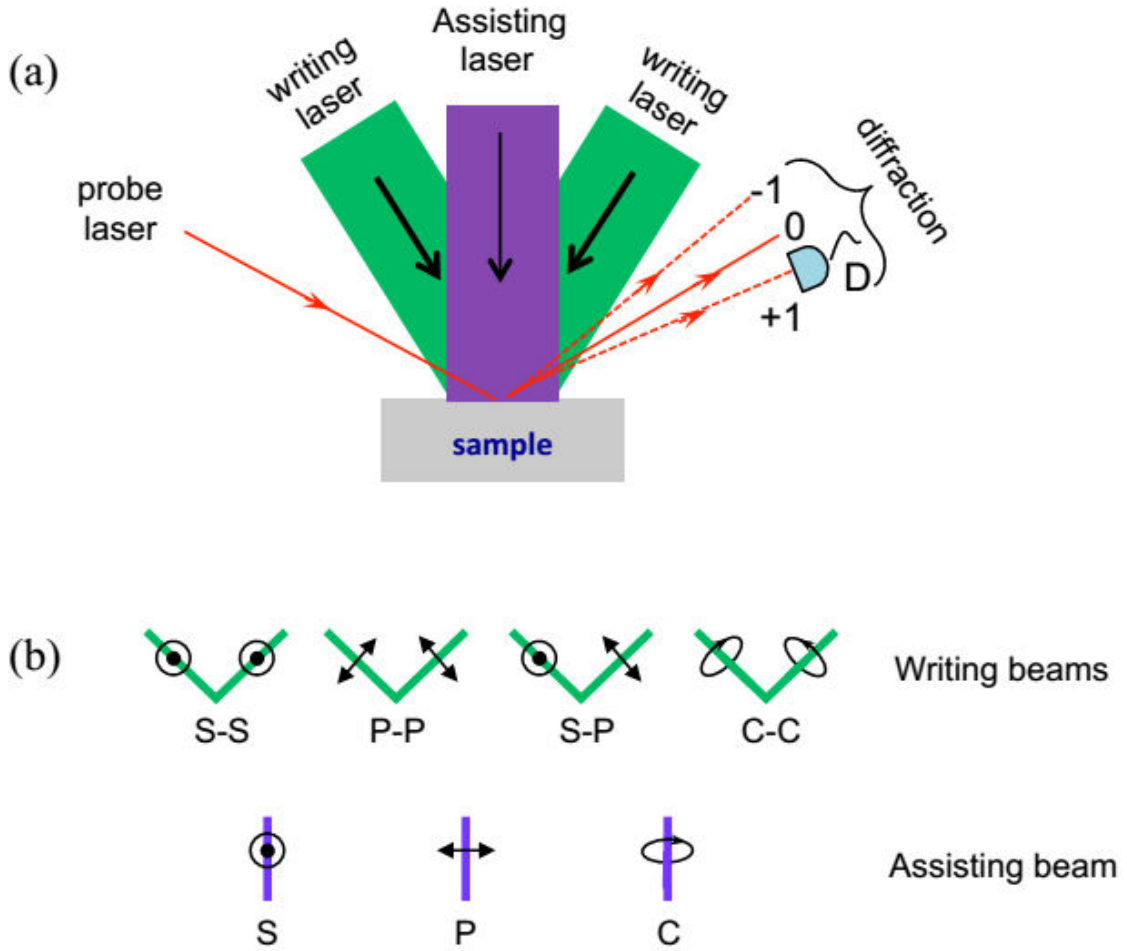 (a)
writing
laser
Assisting
laser
writing
laser
probe
laser
-1
0
D
+1
diffraction
sample
(b)
S-S
P-P
S-P
C-C
Writing beams
S
P
C
Assisting beam